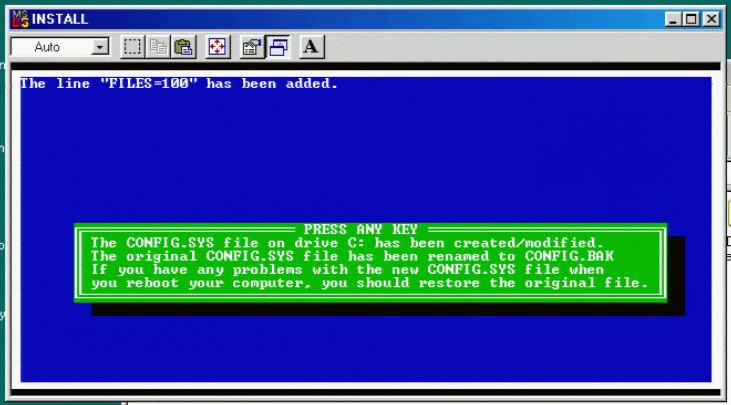 INSTALL
Auto
A
The line "FILES=100" has been added.
PRESS ANY KEY
The CONFIG.SYS file on drive C: has been created/modified.
The original CONFIG.SYS file has been renamed to CONFIG.BAK
If you have any problems with the new CONFIG.SYS file when
you reboot your computer, you should restore the original file.